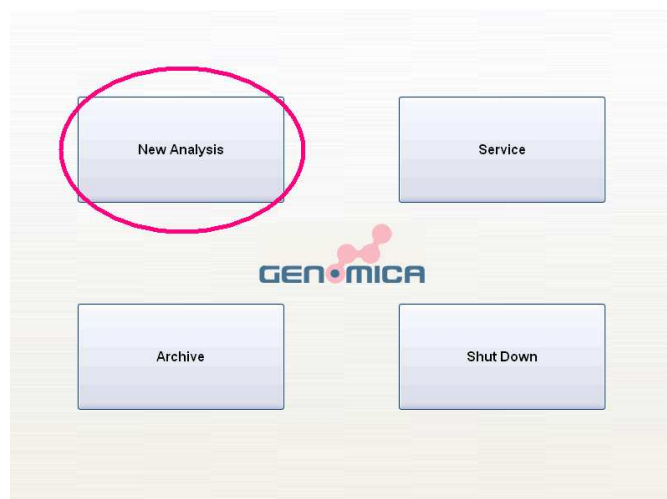 New Analysis
Service
GENOMICA
Archive
Shut Down